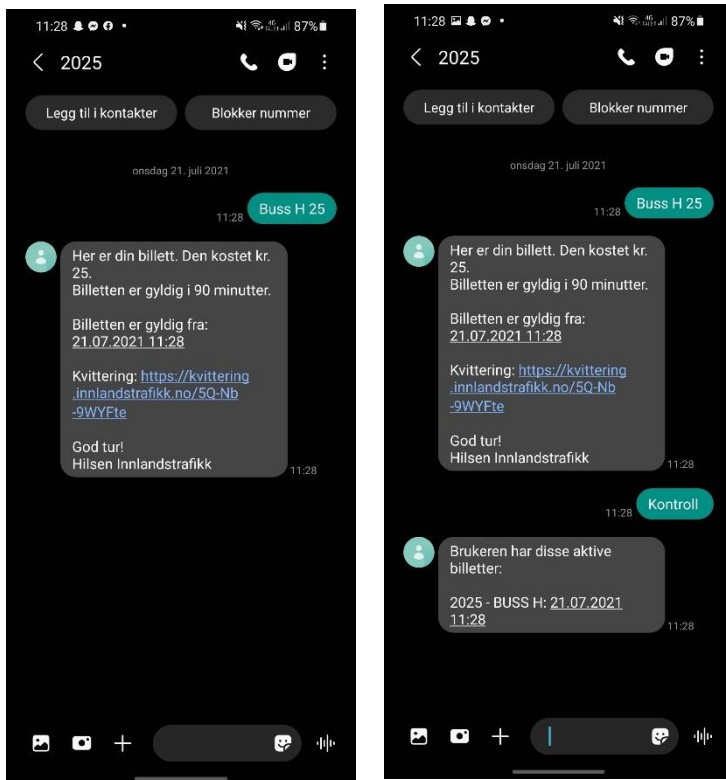 11:28
87%
2025
Legg til i kontakter
Blokker nummer
onsdag 21. juli 2021
11:28
Buss H 25
Her er din billett. Den kostet kr.
25.
Billetten er gyldig i 90 minutter.
Billetten er gyldig fra:
21.07.2021 11:28
Kvittering: https://kvittering
.innlandstrafikk.no/5Q-Nb
-9WYFte
God tur!
Hilsen Innlandstrafikk
11:28
11:28
87%
2025
Legg til i kontakter
Blokker nummer
onsdag 21. juli 2021
11:28
Buss H 25
Her er din billett. Den kostet kr.
25.
Billetten er gyldig i 90 minutter.
Billetten er gyldig fra:
21.07.2021 11:28
Kvittering: https://kvittering
.innlandstrafikk.no/5Q-Nb
-9WYFte
God tur!
Hilsen Innlandstrafikk
11:28
11:28
Kontroll
Brukeren har disse aktive
billetter:
2025 - BUSS H: 21.07.2021
11:28
11:28